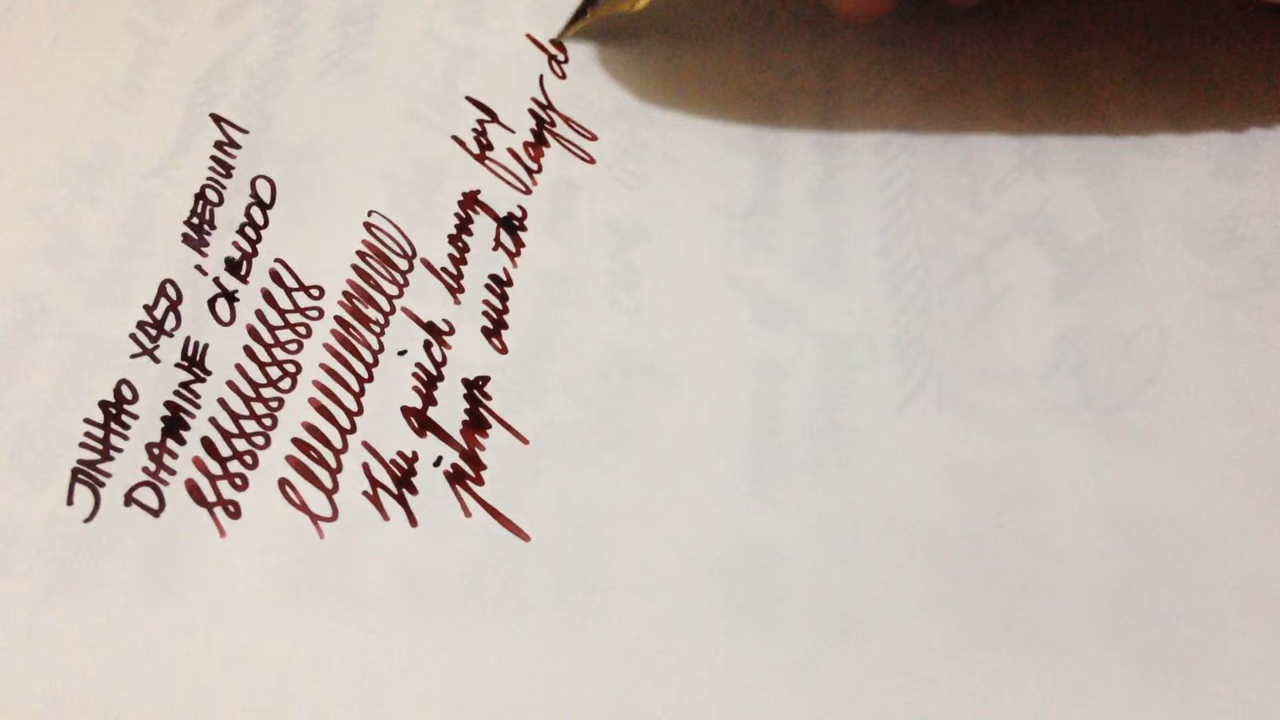 JINHAO X450, MEDIUM
DIAMINE OXBLOOD
The quick brown fox
jumps over the lazy do